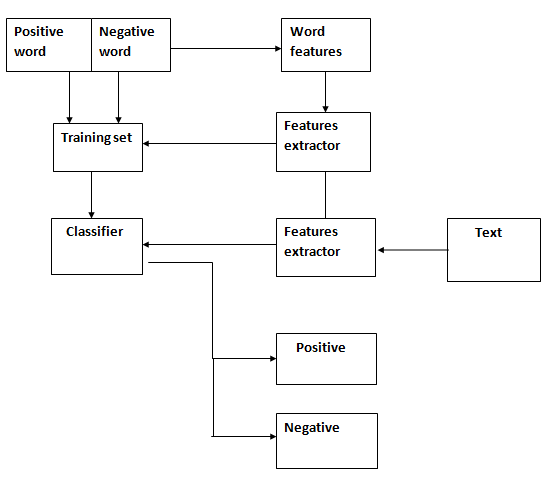 Positive
word
Negative
word
Word
features
Training set
Features
extractor
Classifier
Features
extractor
Text
Positive
Negative